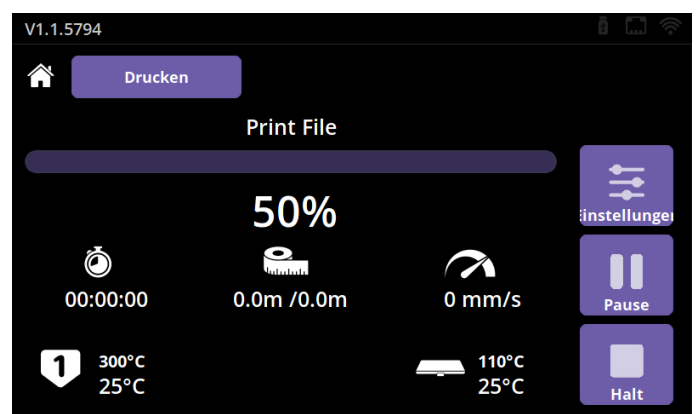 V1.1.5794
Drucken
Print File
50%
Einstellungen
00:00:00
0.0m /0.0m
0 mm/s
Pause
1
300°C
25°C
110°C
25°C
Halt